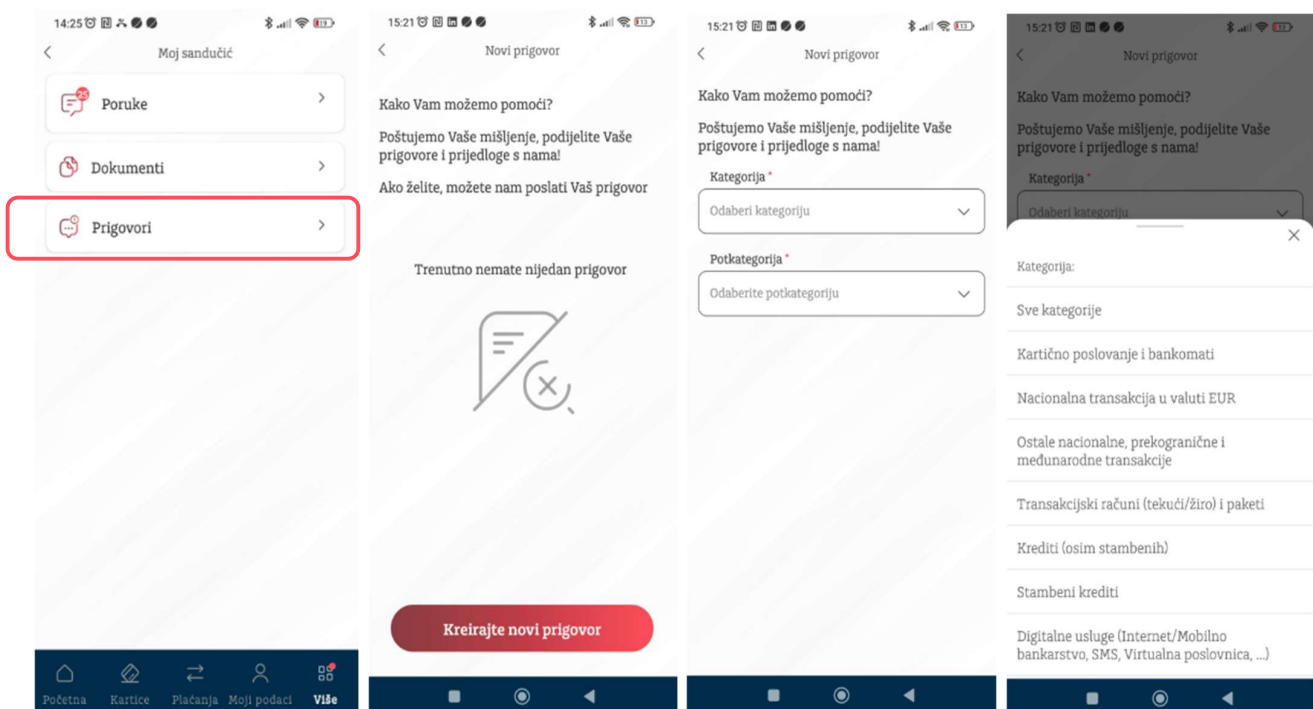 14:25
19
Moj sandučić
25
Poruke
Dokumenti
Prigovori
Početna
Kartice
Plaćanja
Moji podaci
Više
15:21
13
Novi prigovor
Kako Vam možemo pomoći?
Poštujemo Vaše mišljenje, podijelite Vaše
prigovore i prijedloge s nama!
Ako želite, možete nam poslati Vaš prigovor
Trenutno nemate nijedan prigovor
Kreirajte novi prigovor
15:21
13
Novi prigovor
Kako Vam možemo pomoći?
Poštujemo Vaše mišljenje, podijelite Vaše
prigovore i prijedloge s nama!
Kategorija *
Odaberi kategoriju
Potkategorija *
Odaberite potkategoriju
15:21
13
Novi prigovor
Kako Vam možemo pomoći?
Poštujemo Vaše mišljenje, podijelite Vaše
prigovore i prijedloge s nama!
Kategorija *
Odaberi kategoriju
Kategorija:
Sve kategorije
Kartično poslovanje i bankomati
Nacionalna transakcija u valuti EUR
Ostale nacionalne, prekogranične i
međunarodne transakcije
Transakcijski računi (tekući/žiro) i paketi
Krediti (osim stambenih)
Stambeni krediti
Digitalne usluge (Internet/Mobilno
bankarstvo, SMS, Virtualna poslovnica, ...)